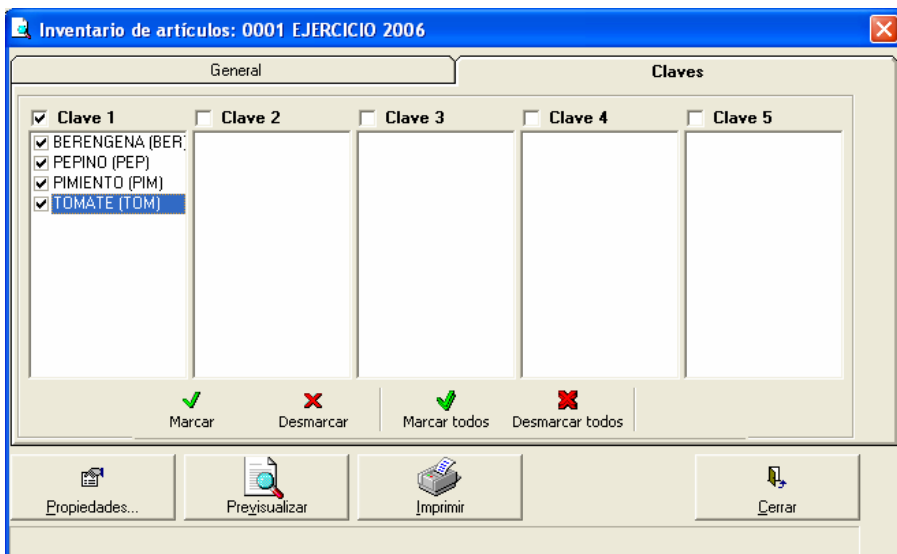 Inventario de artículos: 0001 EJERCICIO 2006
General Claves
Clave 1 Clave 2 Clave 3 Clave 4 Clave 5
BERENGENA (BER)
PEPINO (PEP)
PIMIENTO (PIM)
TOMATE (TOM)
Marcar Desmarcar Marcar todos Desmarcar todos
Propiedades... Previsualizar Imprimir Cerrar